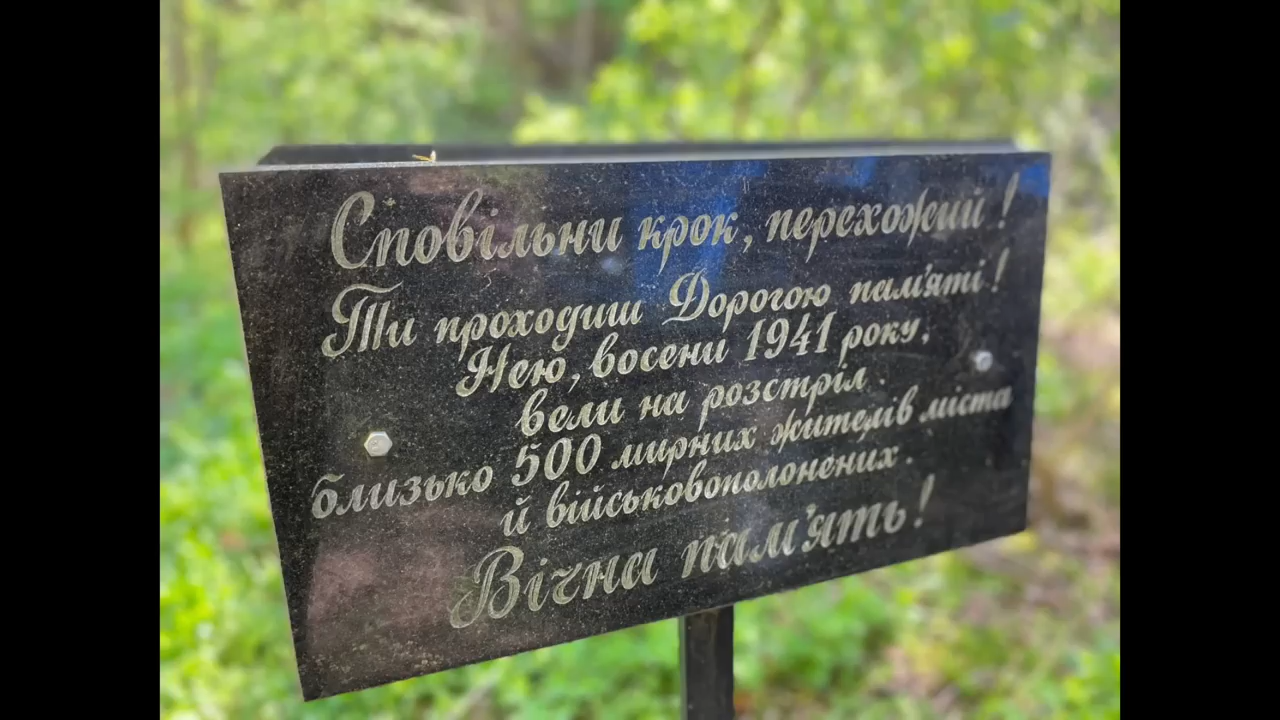 Сповільни крок, перехожий!
Ти проходиш Дорогою пам'яті!
Нею, восени 1941 року,
вели на розстріл
близько 500 мирних жителів міста
й військовополонених.
Вічна пам'ять!